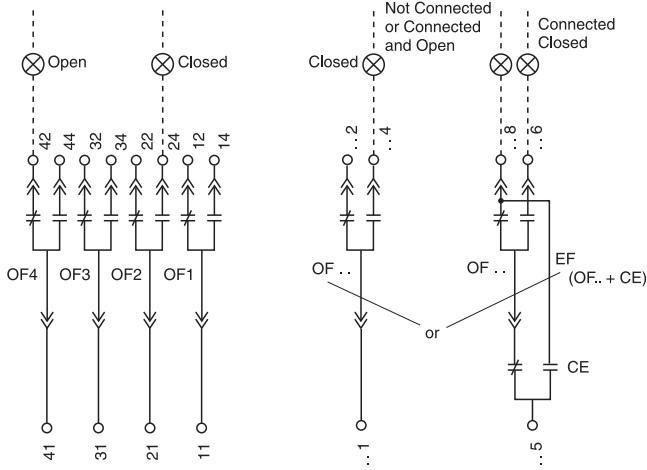 Not Connected
or Connected
and Open
Connected
Closed
Open
Closed
Closed
42
44
32
34
22
24
12
14
..2
..4
..8
..6
OF4
OF3
OF2
OF1
OF ..
OF ..
EF
(OF.. + CE)
or
CE
41
31
21
11
..1
..5